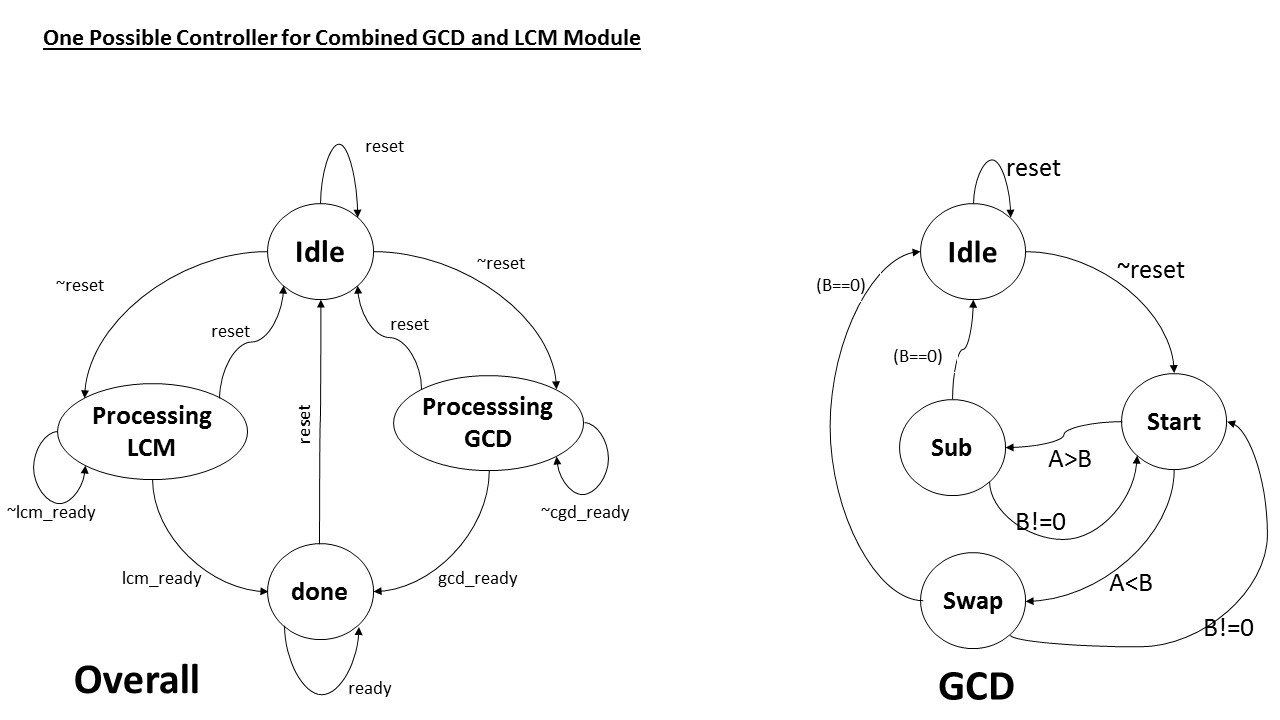 One Possible Controller for Combined GCD and LCM Module
reset
Idle
~reset
~reset
reset
reset
Processing
LCM
Processsing
GCD
reset
~lcm_ready
~cgd_ready
lcm_ready
gcd_ready
done
ready
Overall
reset
Idle
~reset
(B==0)
(B==0)
Start
Sub
A>B
B!=0
A<B
Swap
B!=0
GCD